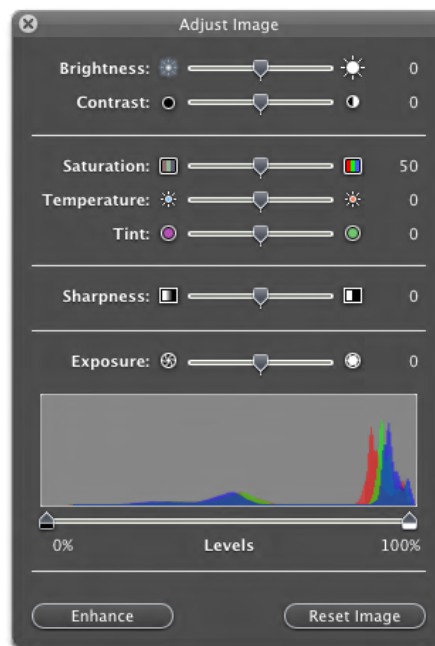 Adjust Image
Brightness: 0
Contrast: 0
Saturation: 50
Temperature: 0
Tint: 0
Sharpness: 0
Exposure: 0
0% Levels 100%
Enhance Reset Image